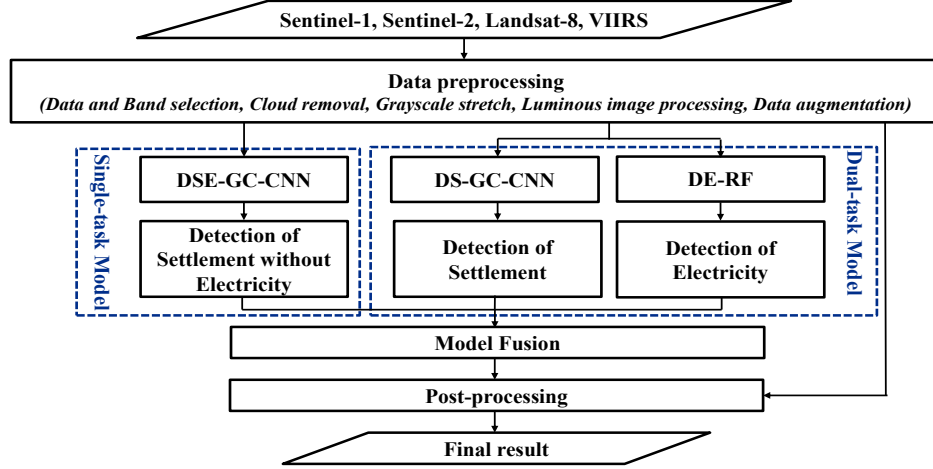 Sentinel-1, Sentinel-2, Landsat-8, VIIRS
Data preprocessing
(Data and Band selection, Cloud removal, Grayscale stretch, Luminous image processing, Data augmentation)
Single-task Model
DSE-GC-CNN
Detection of
Settlement without
Electricity
DS-GC-CNN
Detection of
Settlement
DE-RF
Detection of
Electricity
Dual-task Model
Model Fusion
Post-processing
Final result